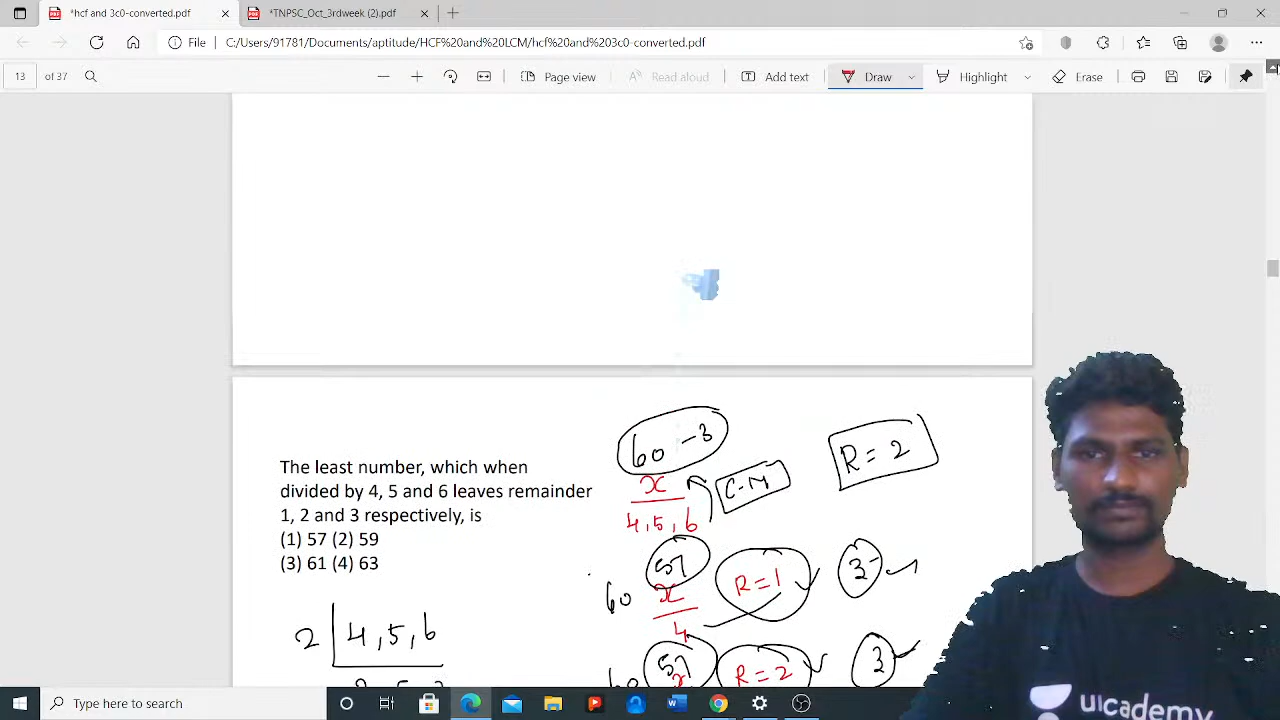 *hcf and 3c0-converted.pdf
*TNPSC_Oct_3rdweek (2).pdf
File C:/Users/91781/Documents/aptitude/HCF%20and%20LCM/hcf%20and%203c0-converted.pdf
13 of 37 Page view Read aloud Add text Draw Highlight Erase
60 -3
R = 2
x
C-M
4,5,6
The least number, which when
divided by 4, 5 and 6 leaves remainder
1, 2 and 3 respectively, is
(1) 57 (2) 59
(3) 61 (4) 63
57
60 x R=1 3
4
2 4,5,6
57
x R=2 3
Type here to search